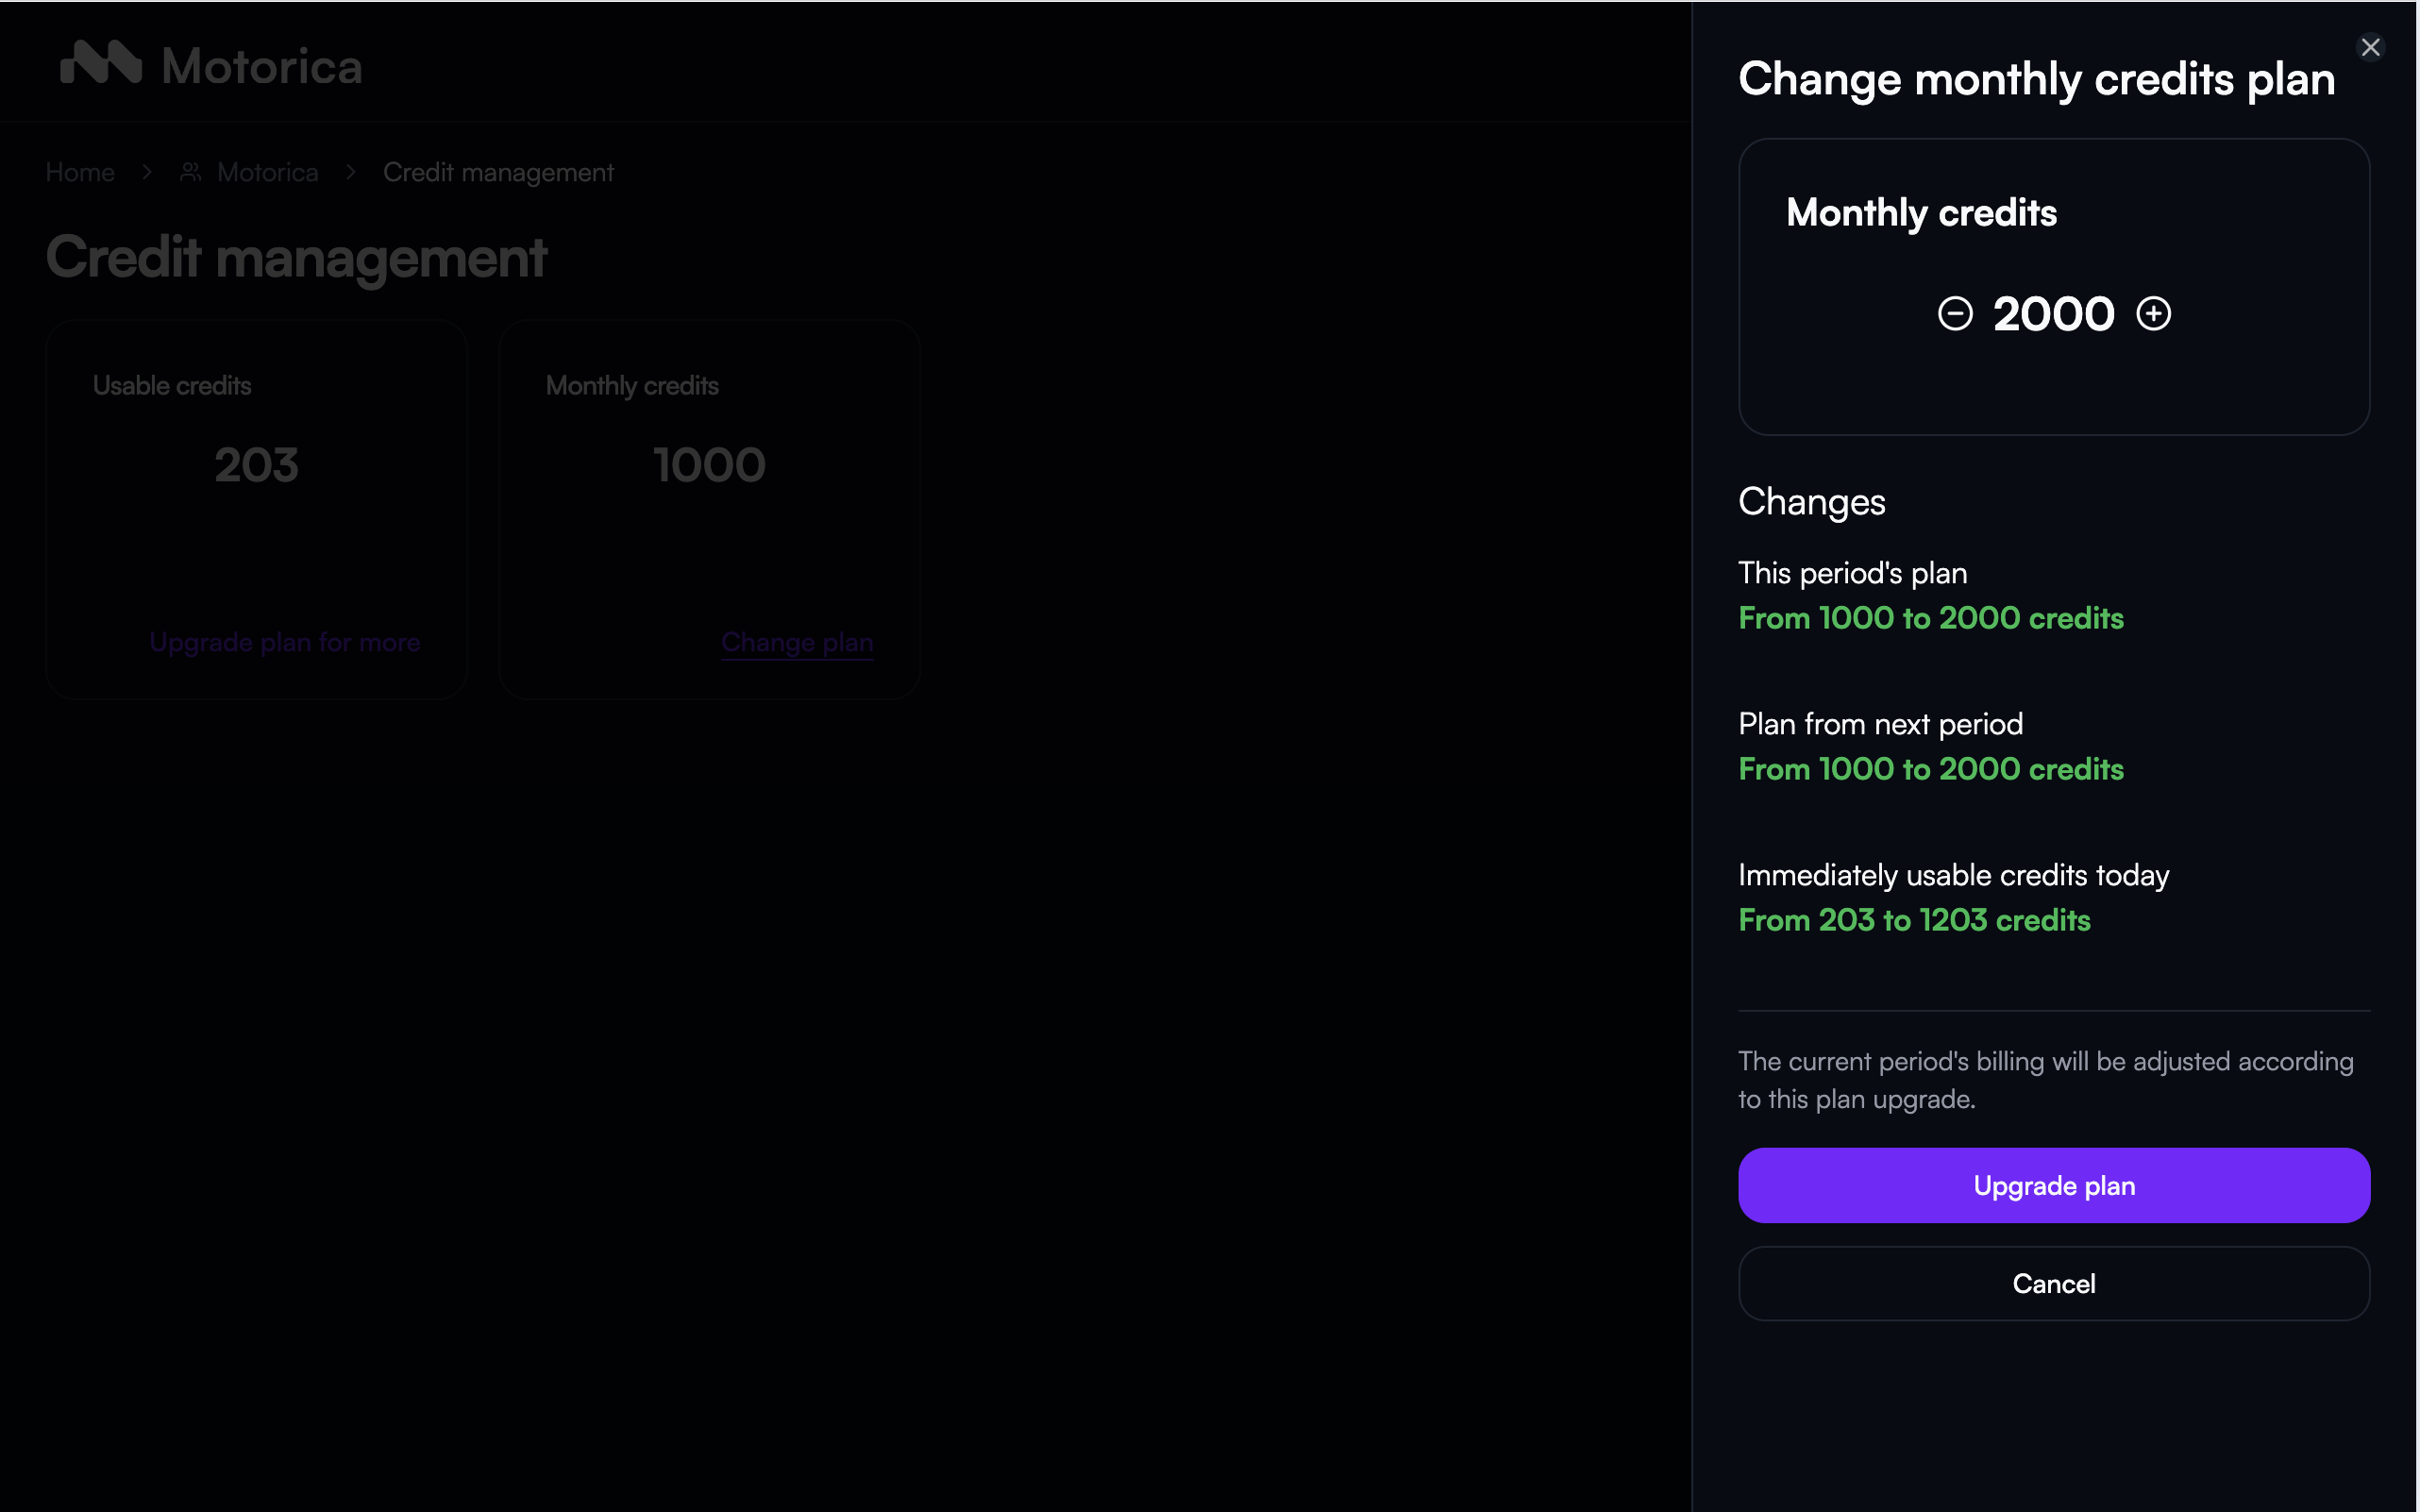 Motorica
Home > Motorica > Credit management
Credit management
Usable credits
203
Upgrade plan for more
Monthly credits
1000
Change plan
Change monthly credits plan
Monthly credits
2000
Changes
This period's plan
From 1000 to 2000 credits
Plan from next period
From 1000 to 2000 credits
Immediately usable credits today
From 203 to 1203 credits
The current period's billing will be adjusted according
to this plan upgrade.
Upgrade plan
Cancel